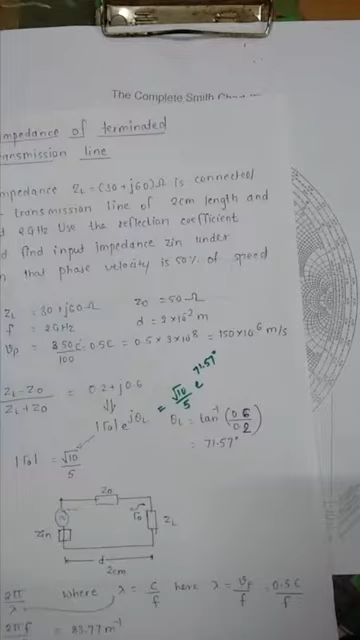 The Complete Smith
mpedance of terminated
ansmission line
mpedance ZL = (30+j60)Ω is connected
transmission line of 2cm length and
2GHz Use the reflection coefficient
d find input impedance Zin under
that phase velocity is 50% of speed
ZL = 30+j60Ω Z0 = 50Ω
f = 2GHz d = 2×10⁻² m
VP = 50/100 C = 0.5C = 0.5 × 3×10⁸ = 150×10⁶ m/s
ZL-Z0 / ZL+Z0 = 0.2+j0.6 = √10/5 e 71.57°
⇓
|Γ0| e^jθL θL = tan⁻¹(0.6/0.2)
= 71.57°
|Γ0| = √10/5
Z0
Γ0 ZL
Zin
d
2cm
2π/λ where λ = C/f here λ = VP/f = 0.5C/f
2πf = 83.77 m⁻¹